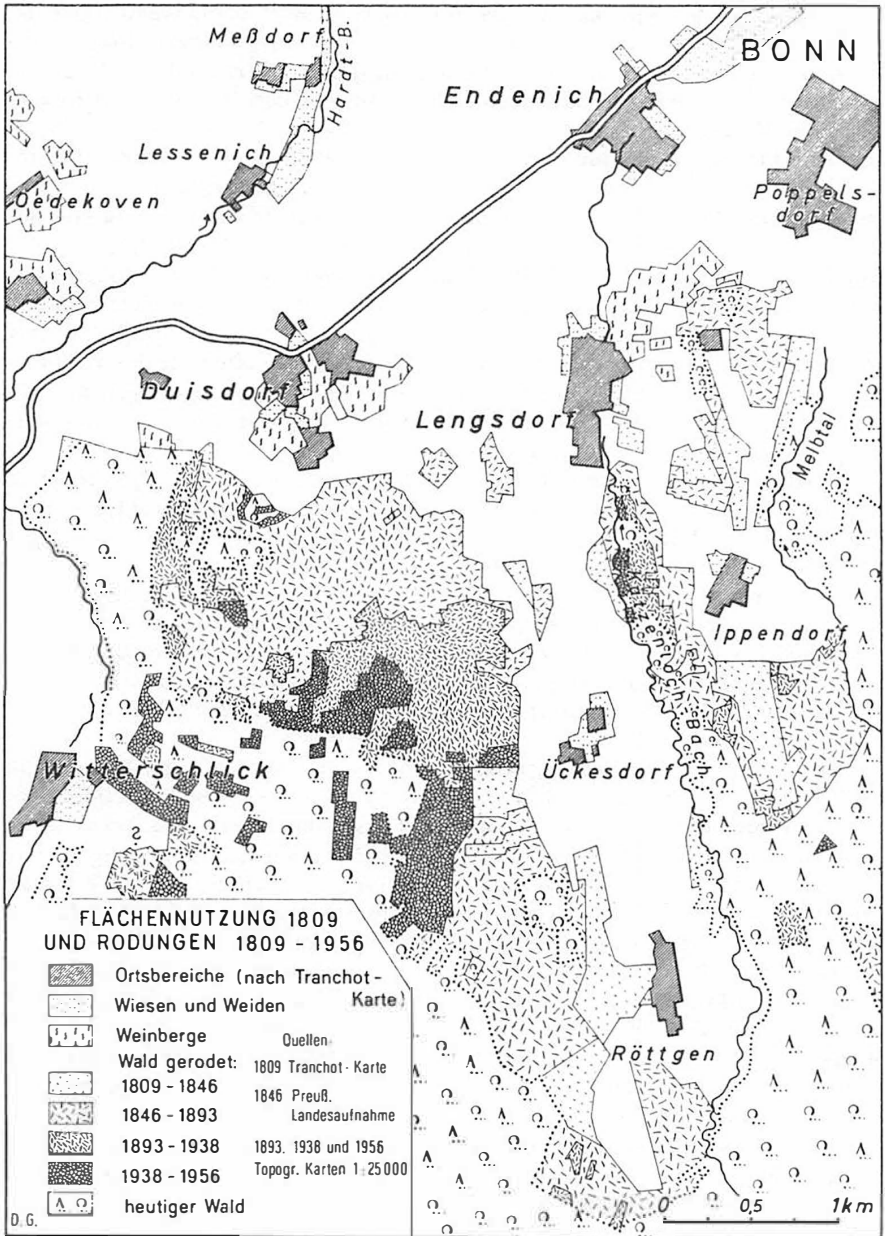 BONN
Meßdorf
Hardt-B.
Endenich
Lessenich
Oedekoven
Poppels-
dorf
Duisdorf
Lengsdorf
Melbtal
Ippendorf
Katzenloch-Bach
Ückesdorf
Witterschlick
Röttgen
FLÄCHENNUTZUNG 1809
UND RODUNGEN 1809 - 1956
Ortsbereiche (nach Tranchot-
Karte)
Wiesen und Weiden
Weinberge
Wald gerodet:
1809 - 1846
1846 - 1893
1893 - 1938
1938 - 1956
heutiger Wald
Quellen
1809 Tranchot-Karte
1846 Preuß.
Landesaufnahme
1893. 1938 und 1956
Topogr. Karten 1:25000
D.G.
0 0,5 1km